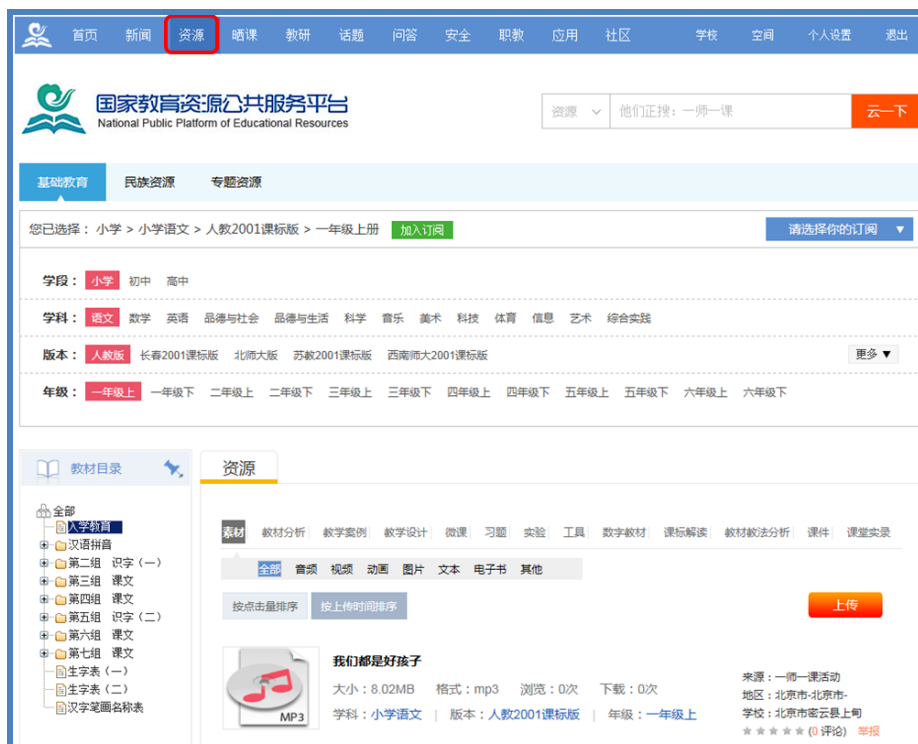 首页 新闻 资源 晒课 教研 话题 问答 安全 职教 应用 社区 学校 空间 个人设置 退出
国家教育资源公共服务平台
National Public Platform of Educational Resources
资源 他们正搜：一师一课 云一下
基础教育 民族资源 专题资源
您已选择： 小学 > 小学语文 > 人教2001课标版 > 一年级上册 加入订阅 请选择你的订阅 ▼
学段： 小学 初中 高中
学科： 语文 数学 英语 品德与社会 品德与生活 科学 音乐 美术 科技 体育 信息 艺术 综合实践
版本： 人教版 长春2001课标版 北师大版 苏教2001课标版 西南师大2001课标版 更多 ▼
年级： 一年级上 一年级下 二年级上 二年级下 三年级上 三年级下 四年级上 四年级下 五年级上 五年级下 六年级上 六年级下
教材目录
全部
入学教育
汉语拼音
第二组 识字（一）
第三组 课文
第四组 课文
第五组 识字（二）
第六组 课文
第七组 课文
生字表（一）
生字表（二）
汉字笔画名称表
资源
素材 教材分析 教学案例 教学设计 微课 习题 实验 工具 数字教材 课标解读 教材教法分析 课件 课堂实录
全部 音频 视频 动画 图片 文本 电子书 其他
按点击量排序 按上传时间排序 上传
MP3
我们都是好孩子
大小：8.02MB 格式：mp3 浏览：0次 下载：0次
学科：小学语文 | 版本：人教2001课标版 | 年级：一年级上
来源：一师一课活动
地区：北京市-北京市-
学校：北京市密云县上甸
★★★★★ (0 评论) 举报